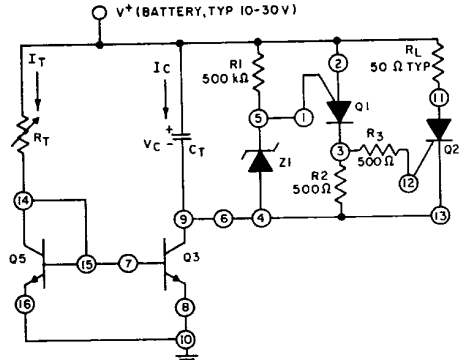 V+ (BATTERY, TYP 10-30V)
IT
IC
R1
500 kΩ
2
RL
50 Ω TYP
11
RT
VC
+
-
CT
5
1
Q1
Z1
3
R3
500Ω
Q2
R2
500Ω
12
14
9
6
4
13
Q5
15
7
Q3
16
8
10